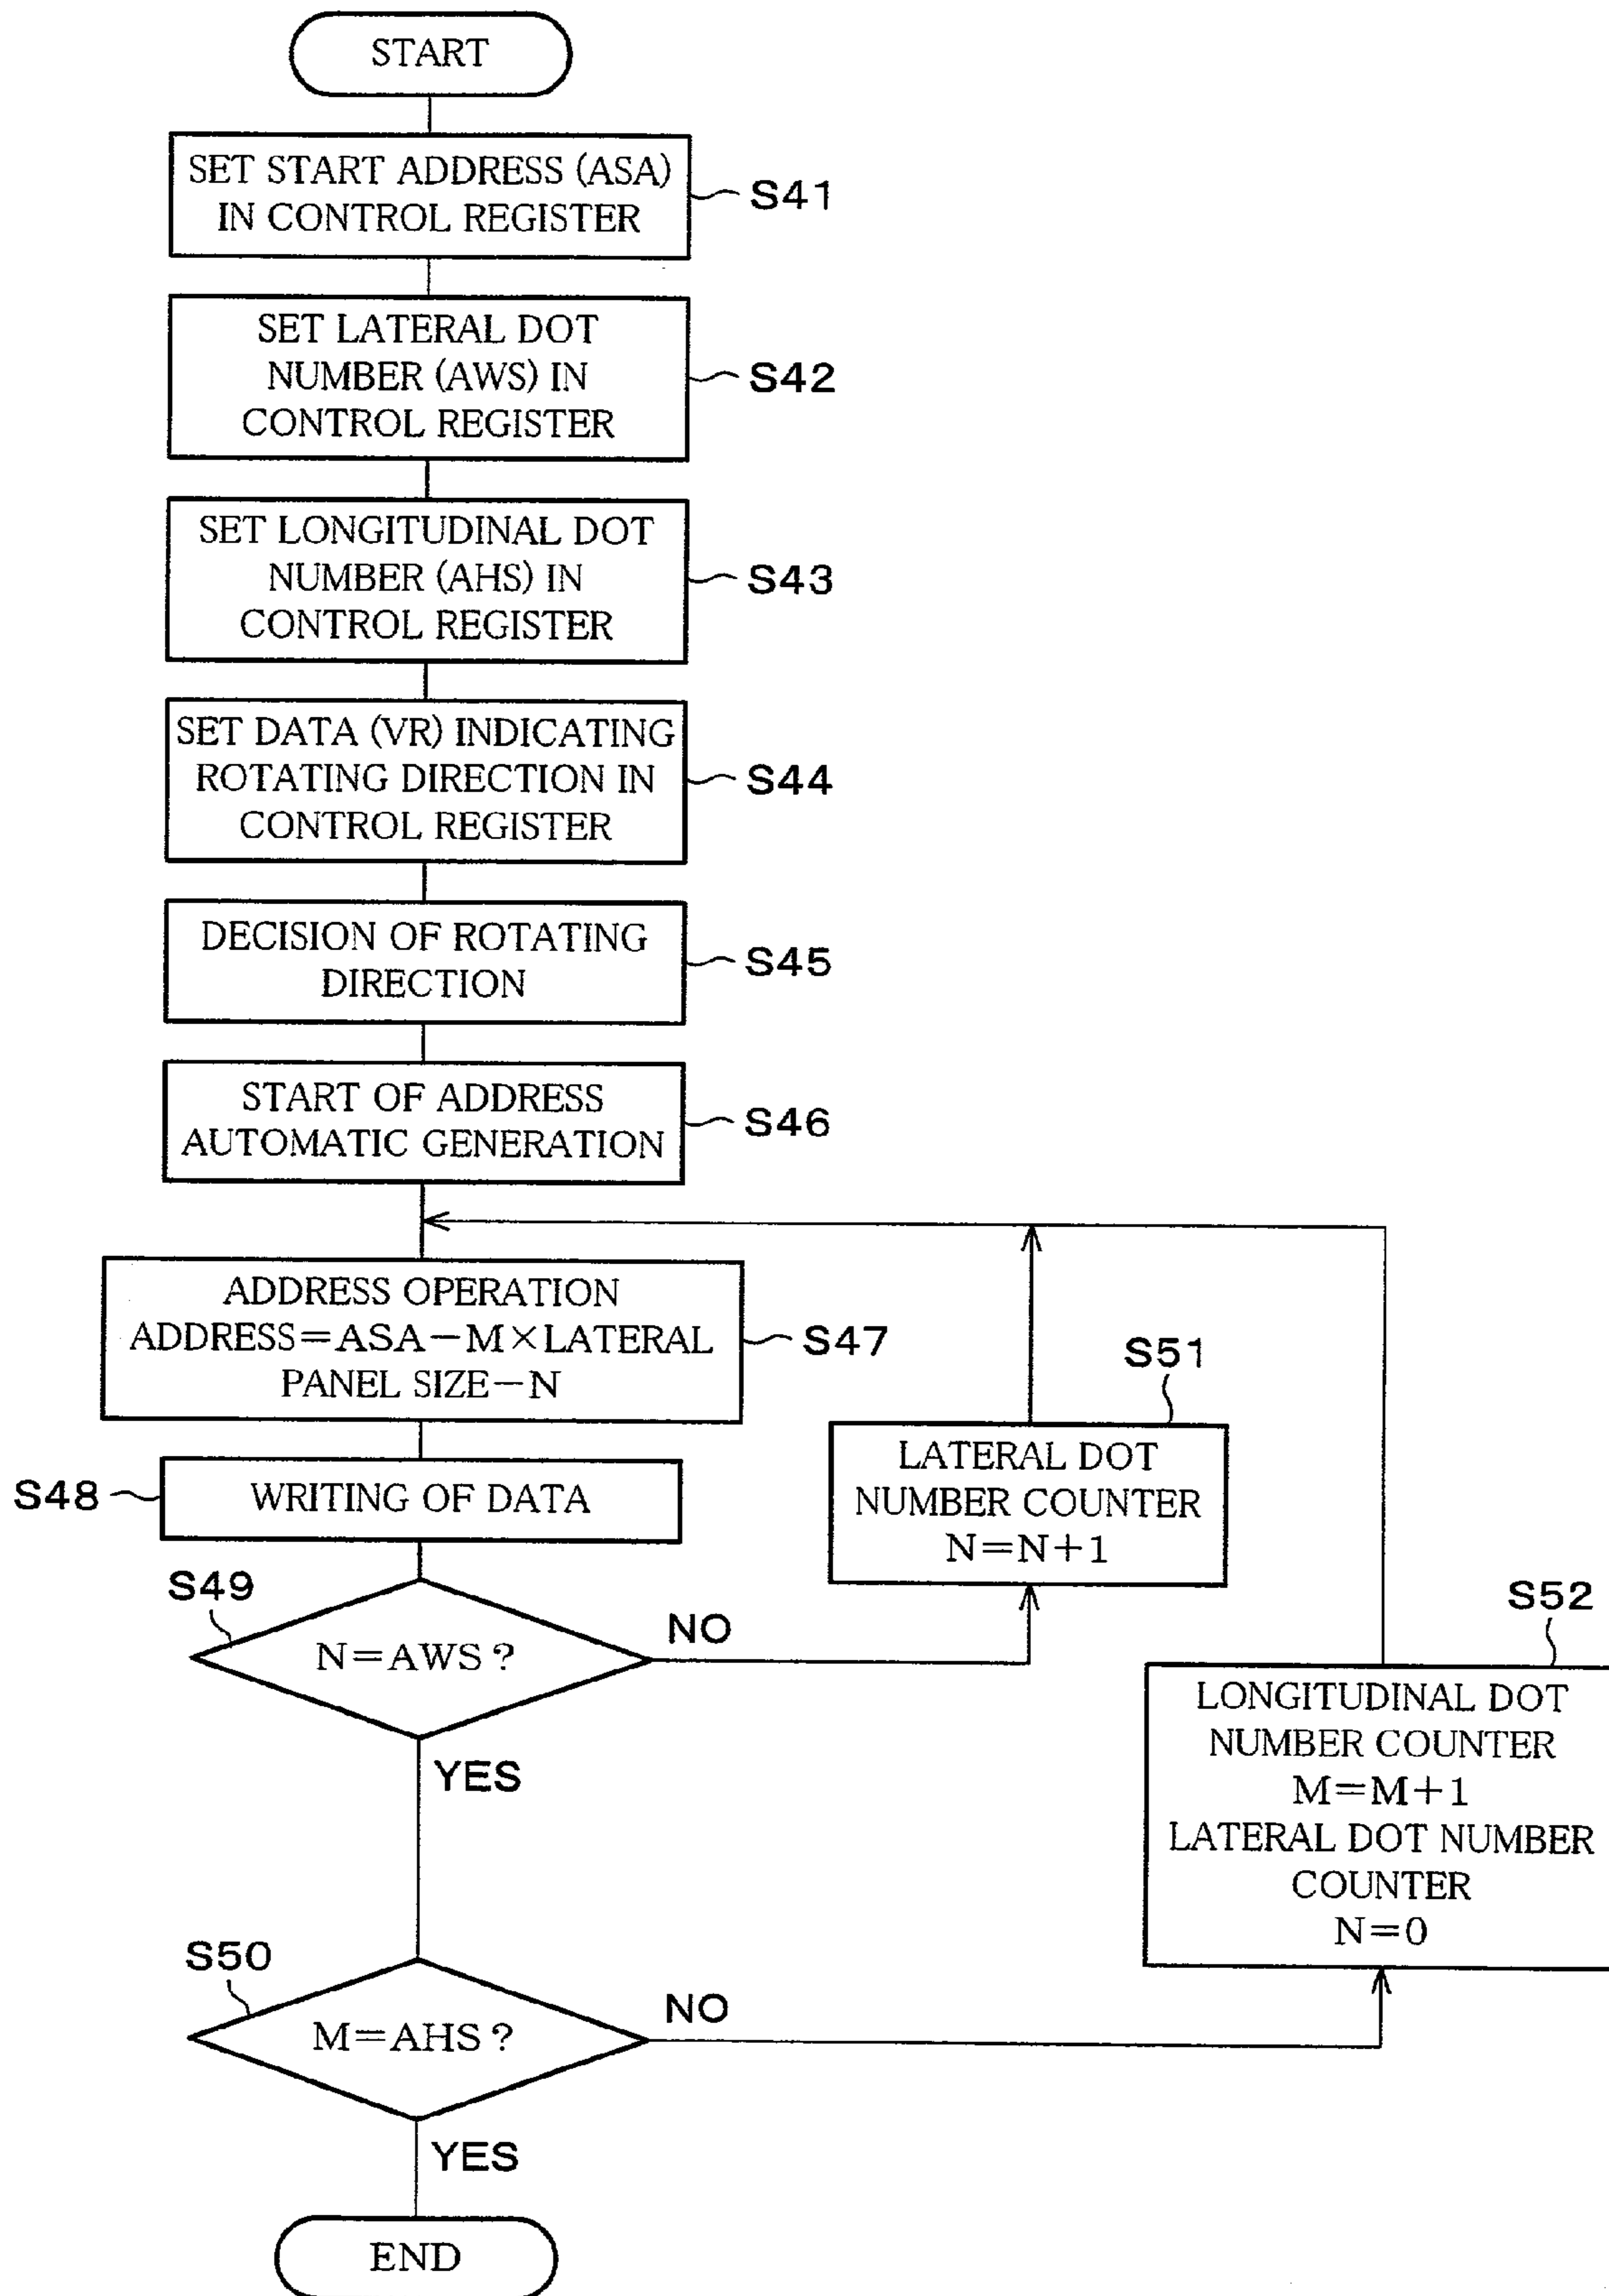 START
SET START ADDRESS (ASA)
IN CONTROL REGISTER
S41
SET LATERAL DOT
NUMBER (AWS) IN
CONTROL REGISTER
S42
SET LONGITUDINAL DOT
NUMBER (AHS) IN
CONTROL REGISTER
S43
SET DATA (VR) INDICATING
ROTATING DIRECTION IN
CONTROL REGISTER
S44
DECISION OF ROTATING
DIRECTION
S45
START OF ADDRESS
AUTOMATIC GENERATION
S46
ADDRESS OPERATION
ADDRESS=ASA−M×LATERAL
PANEL SIZE−N
S47
S48
WRITING OF DATA
S49
N=AWS?
NO
YES
S51
LATERAL DOT
NUMBER COUNTER
N=N+1
S50
M=AHS?
NO
YES
S52
LONGITUDINAL DOT
NUMBER COUNTER
M=M+1
LATERAL DOT NUMBER
COUNTER
N=0
END